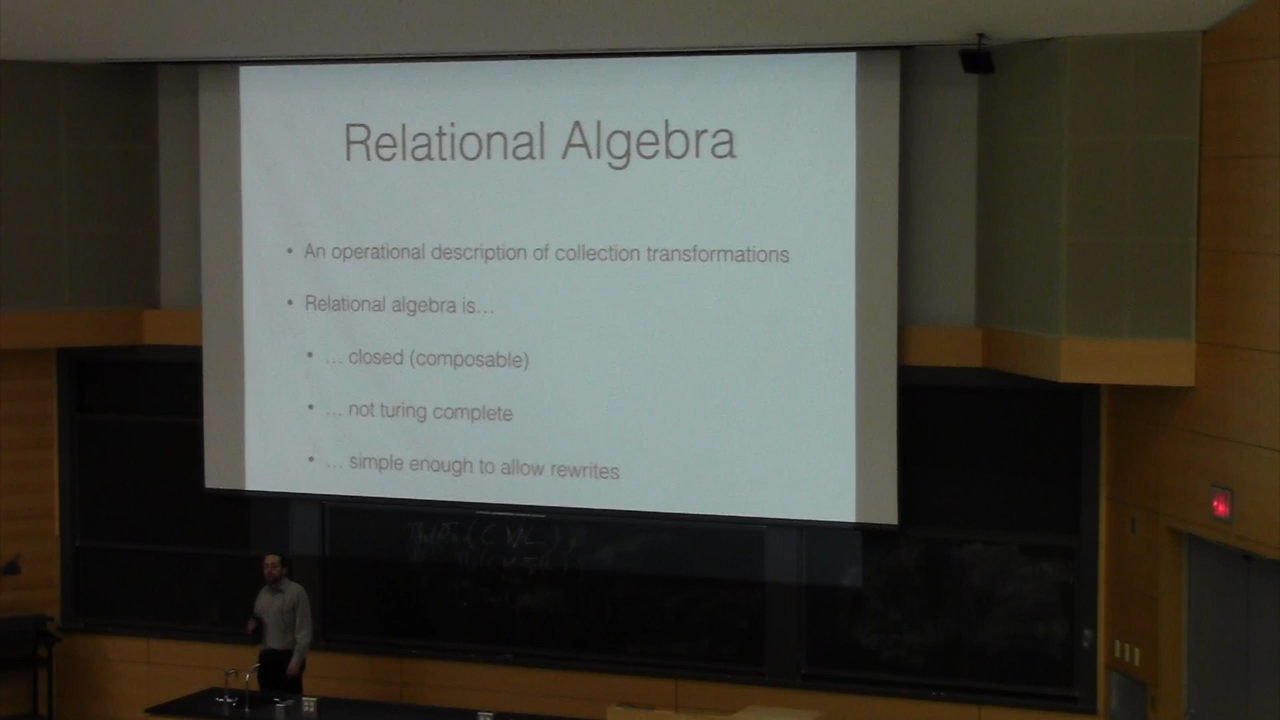 Relational Algebra
• An operational description of collection transformations
• Relational algebra is…
• … closed (composable)
• … not turing complete
• … simple enough to allow rewrites